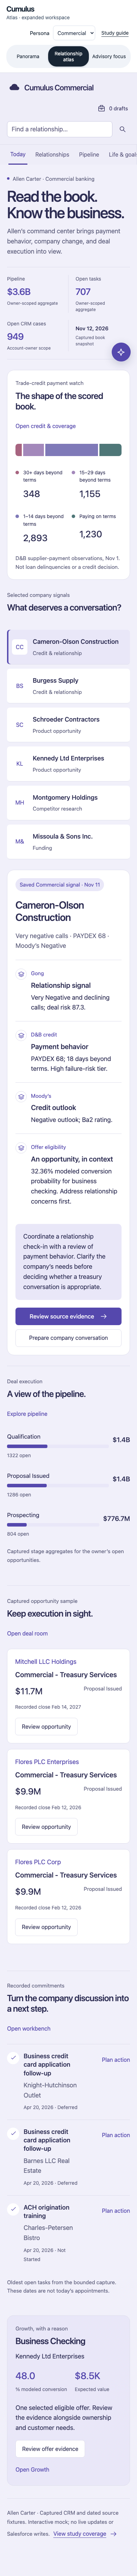 Cumulus
Atlas · expanded workspace
Persona Commercial Study guide
Panorama Relationship atlas Advisory focus
Cumulus Commercial
0 drafts
Find a relationship...
Today Relationships Pipeline Life & goals
Allen Carter · Commercial banking
Read the book.
Know the business.
Allen's command center brings payment
behavior, company change, and deal
execution into view.
Pipeline
$3.6B
Owner-scoped aggregate
Open tasks
707
Owner-scoped
aggregate
Open CRM cases
949
Account-owner scope
Nov 12, 2026
Captured book
snapshot
Trade-credit payment watch
The shape of the scored
book.
Open credit & coverage
30+ days beyond
terms
348
15–29 days
beyond terms
1,155
1–14 days beyond
terms
2,893
Paying on terms
1,230
D&B supplier-payment observations, Nov 1.
Not loan delinquencies or a credit decision.
Selected company signals
What deserves a conversation?
CC
Cameron-Olson Construction
Credit & relationship
BS
Burgess Supply
Credit & relationship
SC
Schroeder Contractors
Product opportunity
KL
Kennedy Ltd Enterprises
Product opportunity
MH
Montgomery Holdings
Competitor research
M&
Missoula & Sons Inc.
Funding
Saved Commercial signal · Nov 11
Cameron-Olson
Construction
Very negative calls · PAYDEX 68 ·
Moody's Negative
Gong
Relationship signal
Very Negative and declining
calls; deal risk 87.3.
D&B credit
Payment behavior
PAYDEX 68; 18 days beyond
terms. High failure-risk tier.
Moody's
Credit outlook
Negative outlook; Ba2 rating.
Offer eligibility
An opportunity, in context
32.36% modeled conversion
probability for business
checking. Address relationship
concerns first.
Coordinate a relationship
check-in with a review of
payment behavior. Clarify the
company's needs before
deciding whether a treasury
conversation is appropriate.
Review source evidence →
Prepare company conversation
Deal execution
A view of the pipeline.
Explore pipeline
Qualification
$1.4B
1322 open
Proposal Issued
$1.4B
1286 open
Prospecting
$776.7M
804 open
Captured stage aggregates for the owner's open
opportunities.
Captured opportunity sample
Keep execution in sight.
Open deal room
Mitchell LLC Holdings
Commercial - Treasury Services
$11.7M
Proposal Issued
Recorded close Feb 14, 2027
Review opportunity
Flores PLC Enterprises
Commercial - Treasury Services
$9.9M
Proposal Issued
Recorded close Feb 12, 2026
Review opportunity
Flores PLC Corp
Commercial - Treasury Services
$9.9M
Proposal Issued
Recorded close Feb 12, 2026
Review opportunity
Recorded commitments
Turn the company discussion into
a next step.
Open workbench
Business credit
card application
follow-up
Plan action
Knight-Hutchinson
Outlet
Apr 20, 2026 · Deferred
Business credit
card application
follow-up
Plan action
Barnes LLC Real
Estate
Apr 20, 2026 · Deferred
ACH origination
training
Plan action
Charles-Petersen
Bistro
Apr 20, 2026 · Not
Started
Oldest open tasks from the bounded capture.
These dates are not today's appointments.
Growth, with a reason
Business Checking
Kennedy Ltd Enterprises
48.0
% modeled conversion
$8.5K
Expected value
One selected eligible offer. Review
the evidence alongside ownership
and customer needs.
Review offer evidence
Open Growth
Allen Carter · Captured CRM and dated source
fixtures. Interactive mock; no live updates or
Salesforce writes. View study coverage →